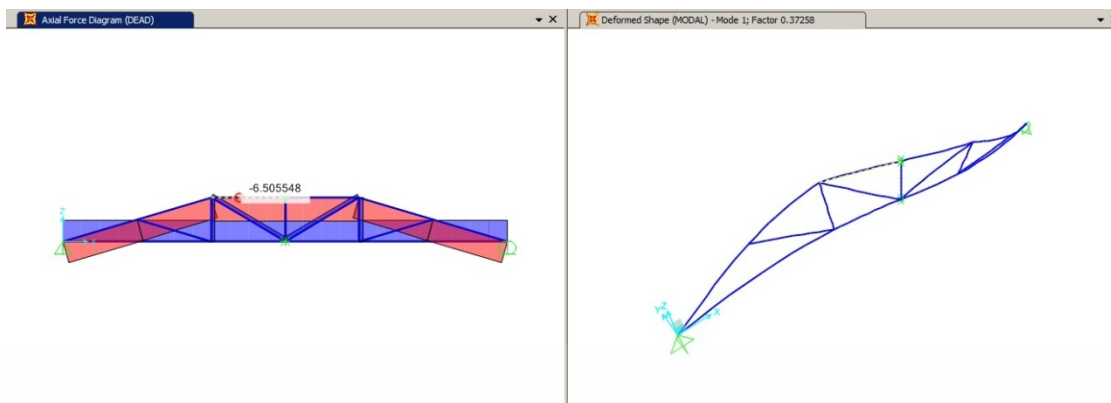 Axial Force Diagram (DEAD)
Deformed Shape (MODAL) - Mode 1; Factor 0.37258
-6.505548
Z
X
Y Z
X